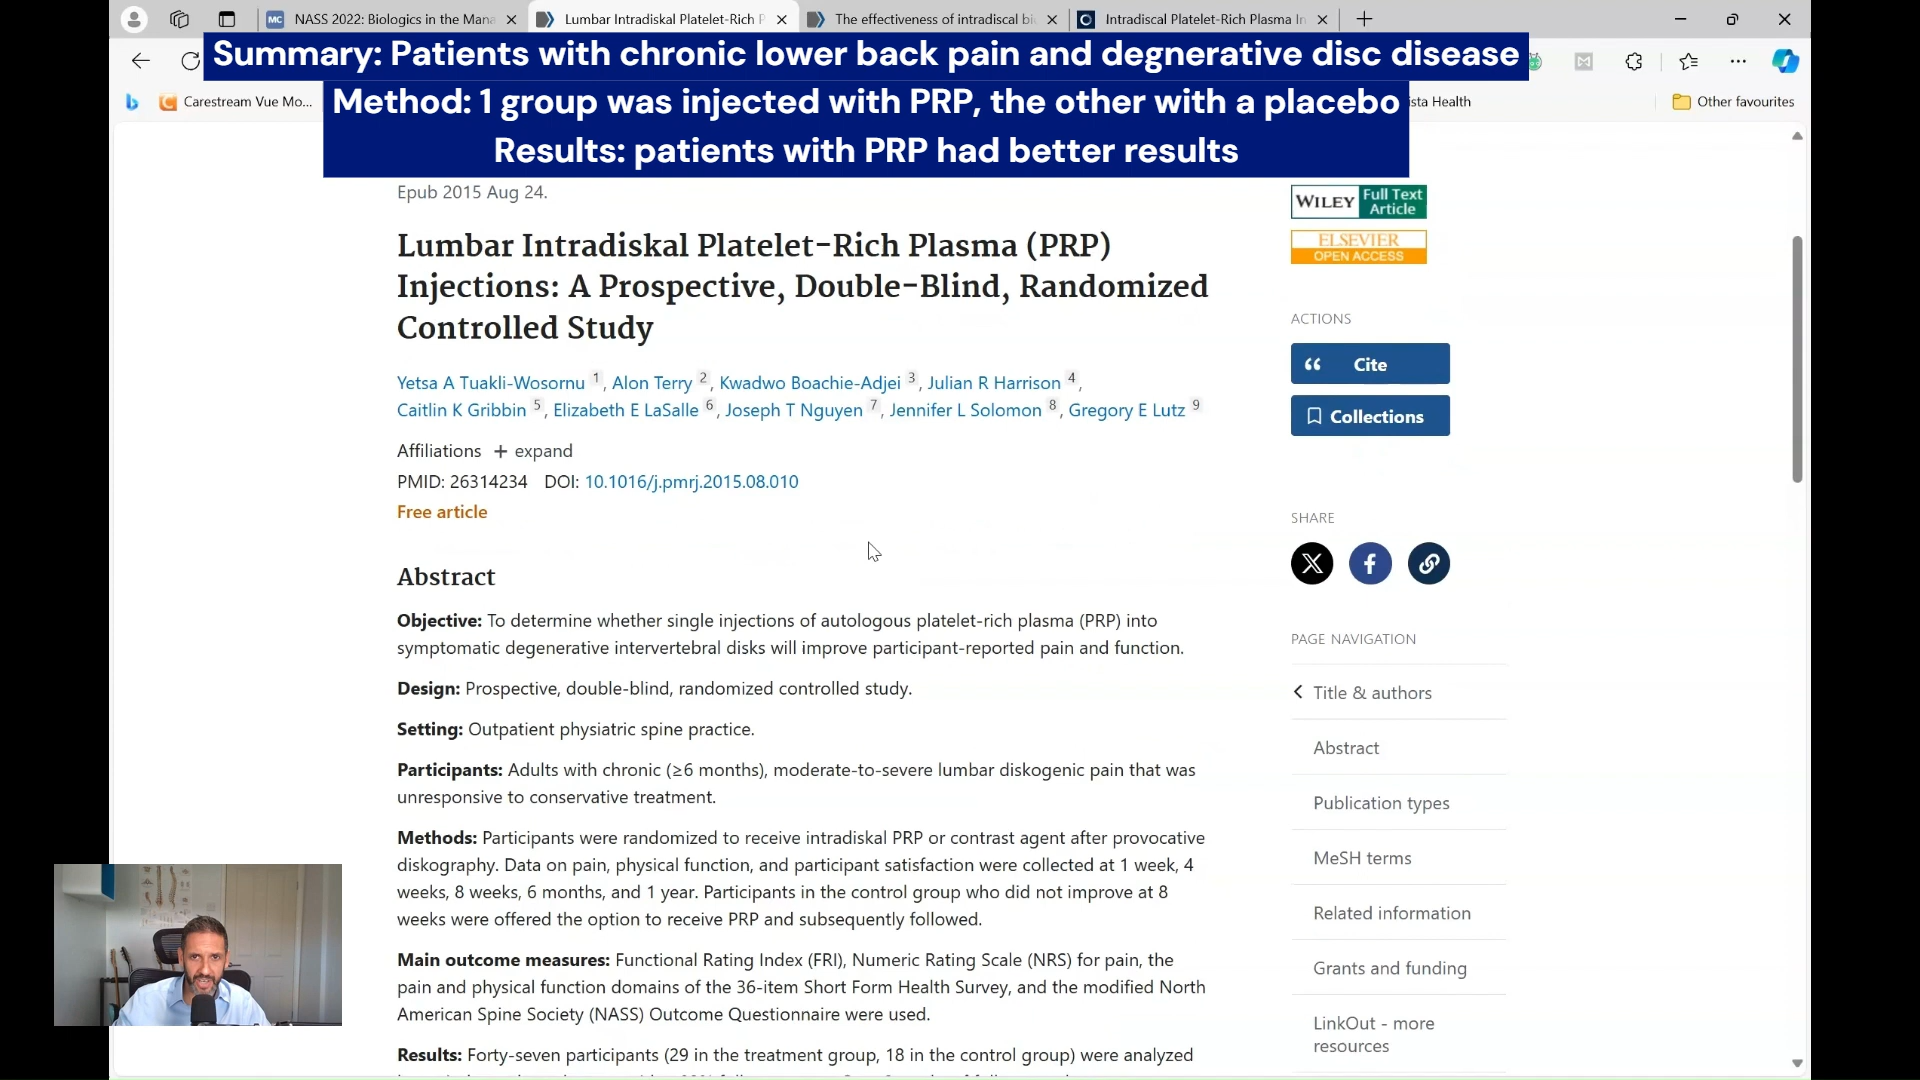 NASS 2022: Biologics in the Mana
Lumbar Intradiskal Platelet-Rich P
The effectiveness of intradiscal bi
Intradiscal Platelet-Rich Plasma In
Summary: Patients with chronic lower back pain and degnerative disc disease
Method: 1 group was injected with PRP, the other with a placebo
Results: patients with PRP had better results
Carestream Vue Mo...
ista Health
Other favourites
Epub 2015 Aug 24.
Lumbar Intradiskal Platelet-Rich Plasma (PRP)
Injections: A Prospective, Double-Blind, Randomized
Controlled Study
Yetsa A Tuakli-Wosornu 1, Alon Terry 2, Kwadwo Boachie-Adjei 3, Julian R Harrison 4,
Caitlin K Gribbin 5, Elizabeth E LaSalle 6, Joseph T Nguyen 7, Jennifer L Solomon 8, Gregory E Lutz 9
Affiliations + expand
PMID: 26314234 DOI: 10.1016/j.pmrj.2015.08.010
Free article
Abstract
Objective: To determine whether single injections of autologous platelet-rich plasma (PRP) into
symptomatic degenerative intervertebral disks will improve participant-reported pain and function.
Design: Prospective, double-blind, randomized controlled study.
Setting: Outpatient physiatric spine practice.
Participants: Adults with chronic (≥6 months), moderate-to-severe lumbar diskogenic pain that was
unresponsive to conservative treatment.
Methods: Participants were randomized to receive intradiskal PRP or contrast agent after provocative
diskography. Data on pain, physical function, and participant satisfaction were collected at 1 week, 4
weeks, 8 weeks, 6 months, and 1 year. Participants in the control group who did not improve at 8
weeks were offered the option to receive PRP and subsequently followed.
Main outcome measures: Functional Rating Index (FRI), Numeric Rating Scale (NRS) for pain, the
pain and physical function domains of the 36-item Short Form Health Survey, and the modified North
American Spine Society (NASS) Outcome Questionnaire were used.
Results: Forty-seven participants (29 in the treatment group, 18 in the control group) were analyzed
WILEY Full Text
Article
ELSEVIER
OPEN ACCESS
ACTIONS
Cite
Collections
SHARE
PAGE NAVIGATION
Title & authors
Abstract
Publication types
MeSH terms
Related information
Grants and funding
LinkOut - more
resources